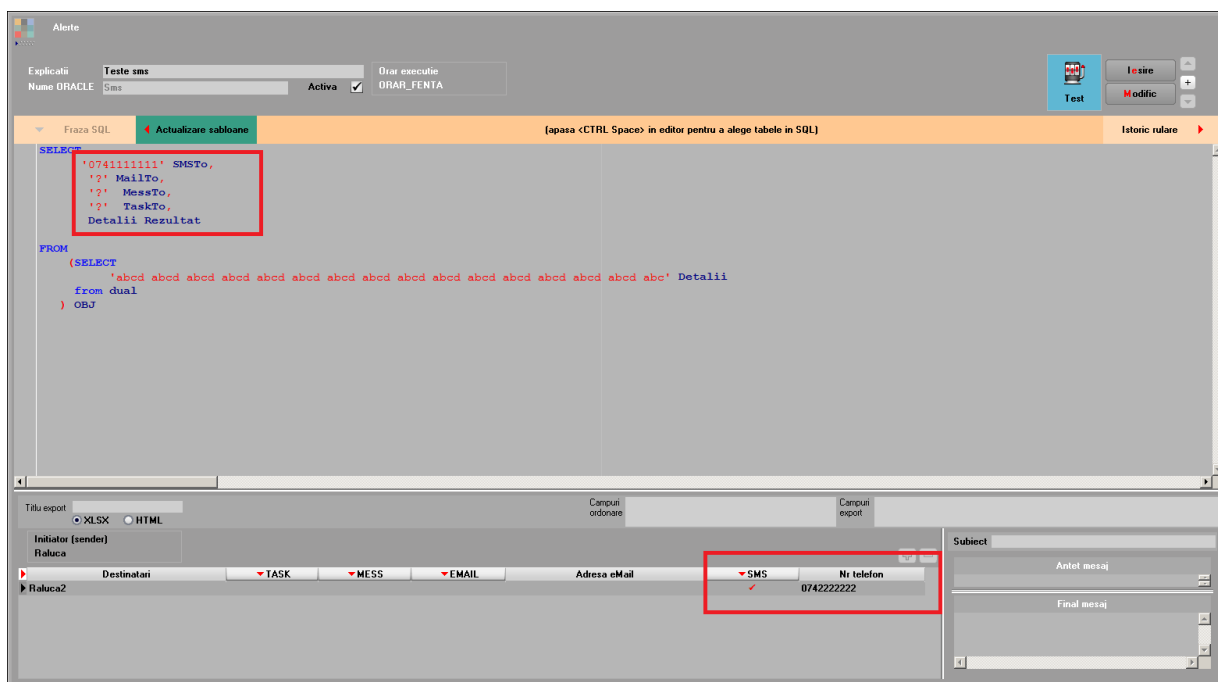 Alerte
Explicatii Teste sms Orar executie
Nume ORACLE Sms Activa ORAR_FENTA
Test
Iesire
Modific
Fraza SQL Actualizare sabloane (apasa <CTRL Space> in editor pentru a alege tabele in SQL) Istoric rulare
SELECT
'0741111111' SMSTo,
'?' MailTo,
'?' MessTo,
'?' TaskTo,
Detalii Rezultat
FROM
(SELECT
'abcd abcd abcd abcd abcd abcd abcd abcd abcd abcd abcd abcd abcd abcd abcd abc' Detalii
from dual
) OBJ
Titlu export Campuri ordonare Campuri export
XLSX HTML
Initiator (sender)
Raluca
Destinatari TASK MESS EMAIL Adresa eMail SMS Nr telefon
Raluca2 0742222222
Subiect
Antet mesaj
Final mesaj